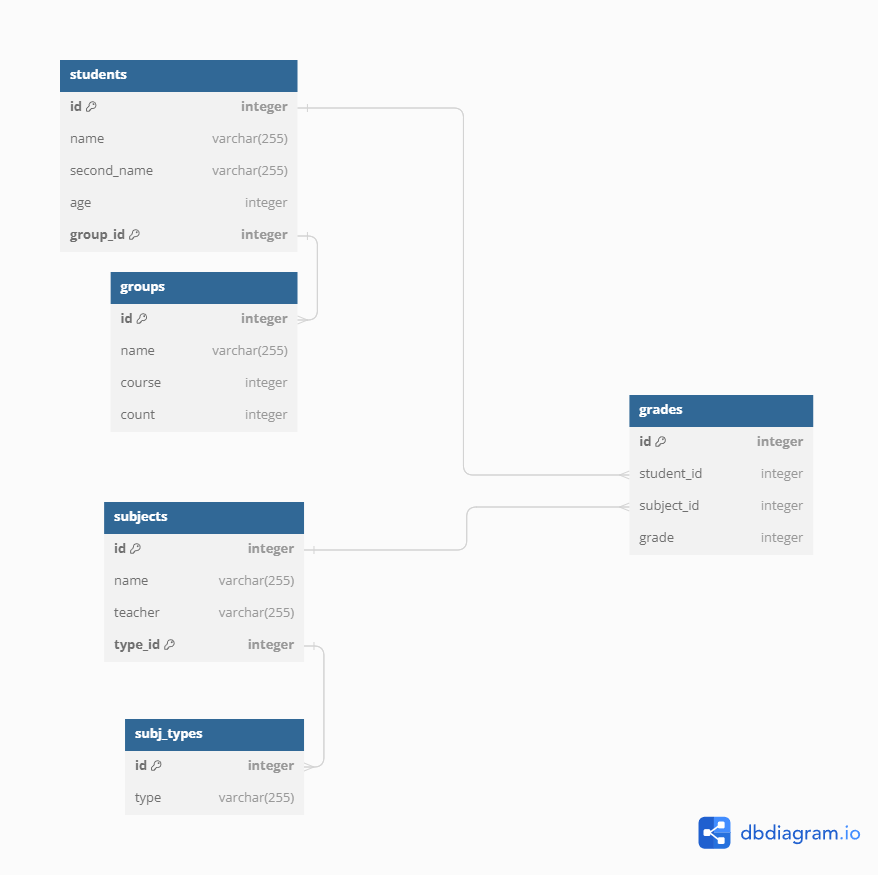 students
id integer
name varchar(255)
second_name varchar(255)
age integer
group_id integer
groups
id integer
name varchar(255)
course integer
count integer
grades
id integer
student_id integer
subject_id integer
grade integer
subjects
id integer
name varchar(255)
teacher varchar(255)
type_id integer
subj_types
id integer
type varchar(255)
dbdiagram.io